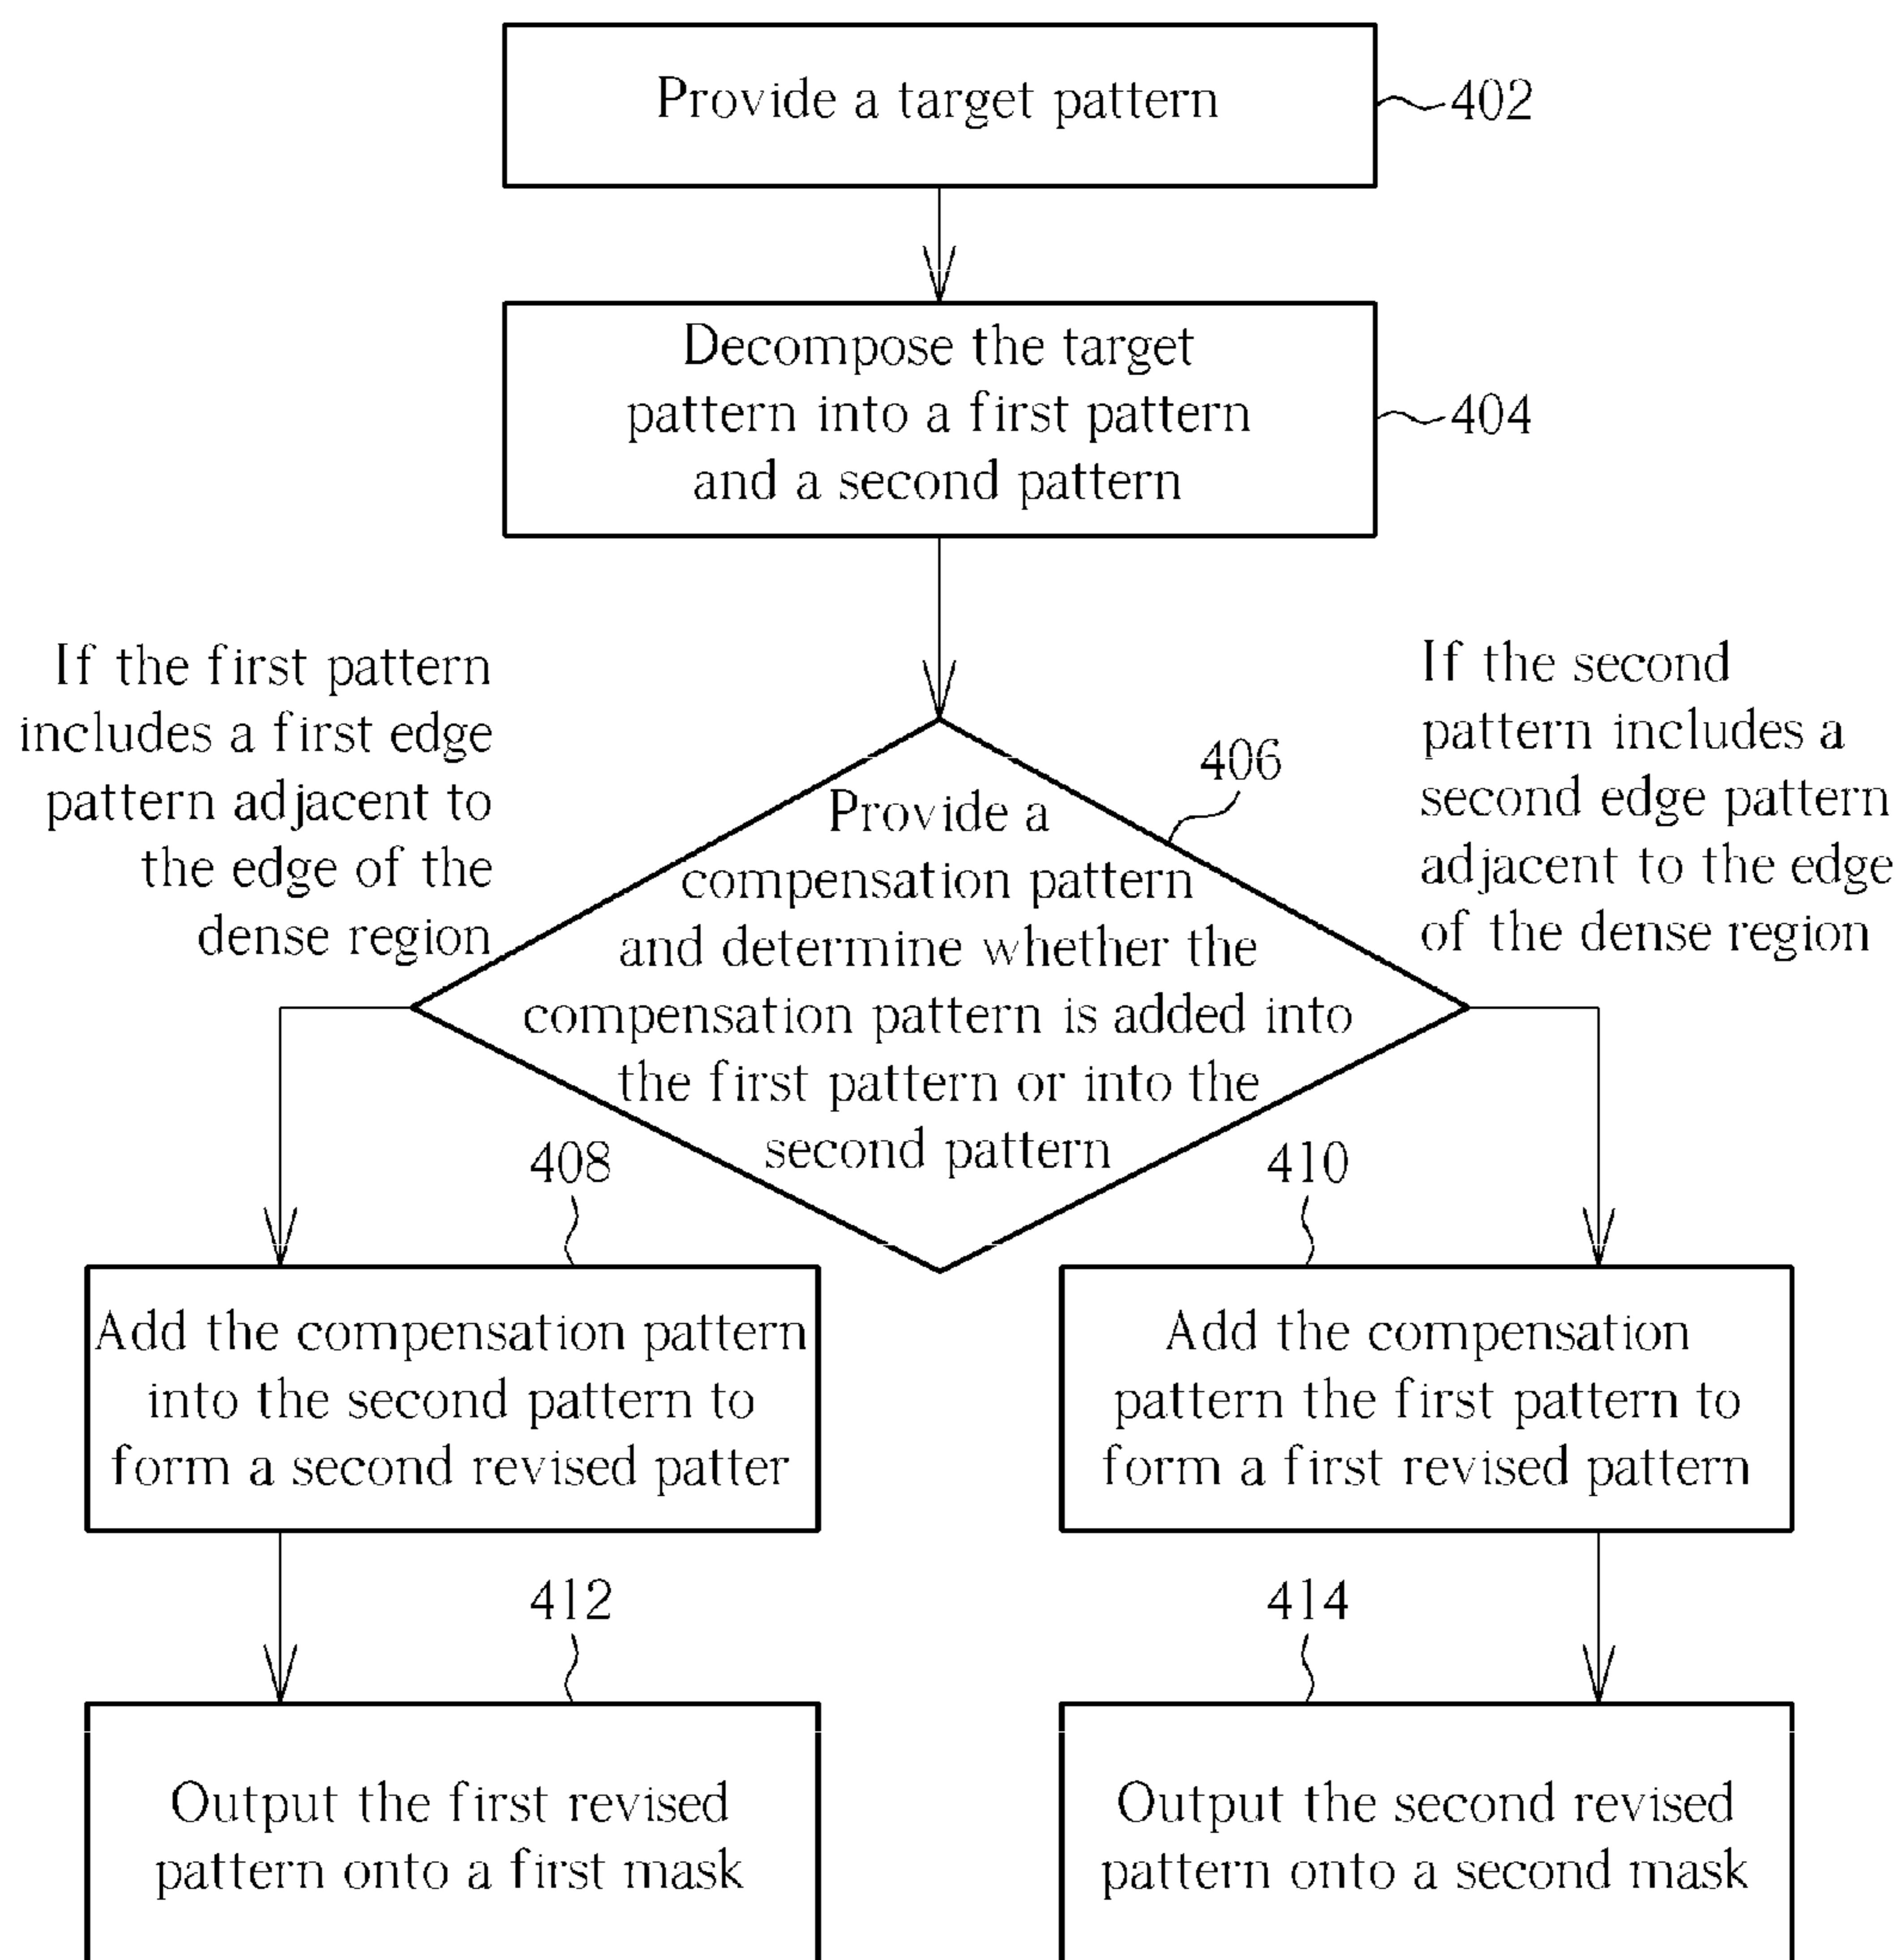 Provide a target pattern
402
Decompose the target
pattern into a first pattern
and a second pattern
404
If the first pattern
includes a first edge
pattern adjacent to
the edge of the
dense region
If the second
pattern includes a
second edge pattern
adjacent to the edge
of the dense region
406
Provide a
compensation pattern
and determine whether the
compensation pattern is added into
the first pattern or into the
second pattern
408
410
Add the compensation pattern
into the second pattern to
form a second revised patter
Add the compensation
pattern the first pattern to
form a first revised pattern
412
414
Output the first revised
pattern onto a first mask
Output the second revised
pattern onto a second mask